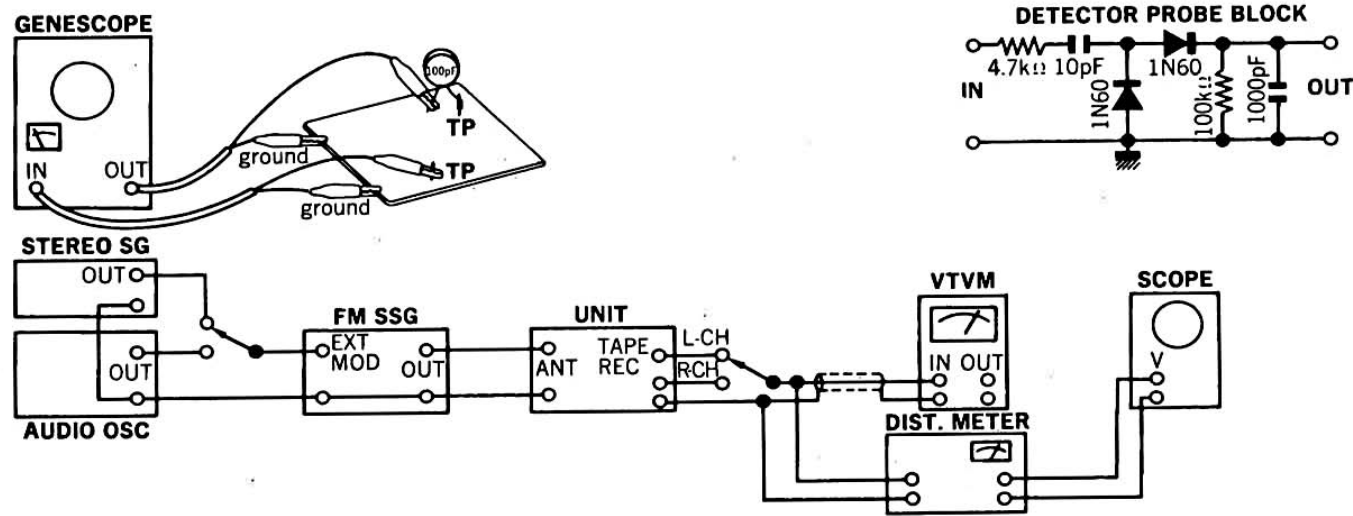 GENESCOPE
IN
OUT
ground
ground
100pF
TP
TP
DETECTOR PROBE BLOCK
4.7kΩ 10pF
1N60
IN
1N60
100kΩ
1000pF
OUT
STEREO SG
OUT
OUT
AUDIO OSC
FM SSG
EXT
MOD
OUT
UNIT
ANT
TAPE
REC
L-CH
R-CH
VTVM
IN OUT
DIST. METER
SCOPE
V